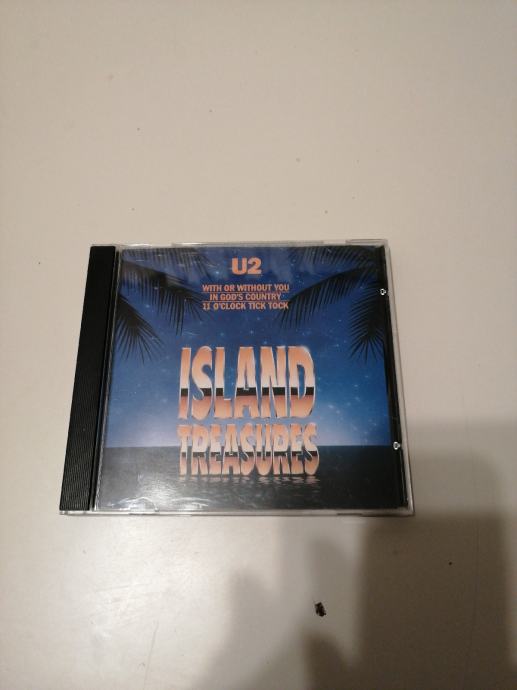 U2
WITH OR WITHOUT YOU
IN GOD'S COUNTRY
11 O'CLOCK TICK TOCK
ISLAND
TREASURES